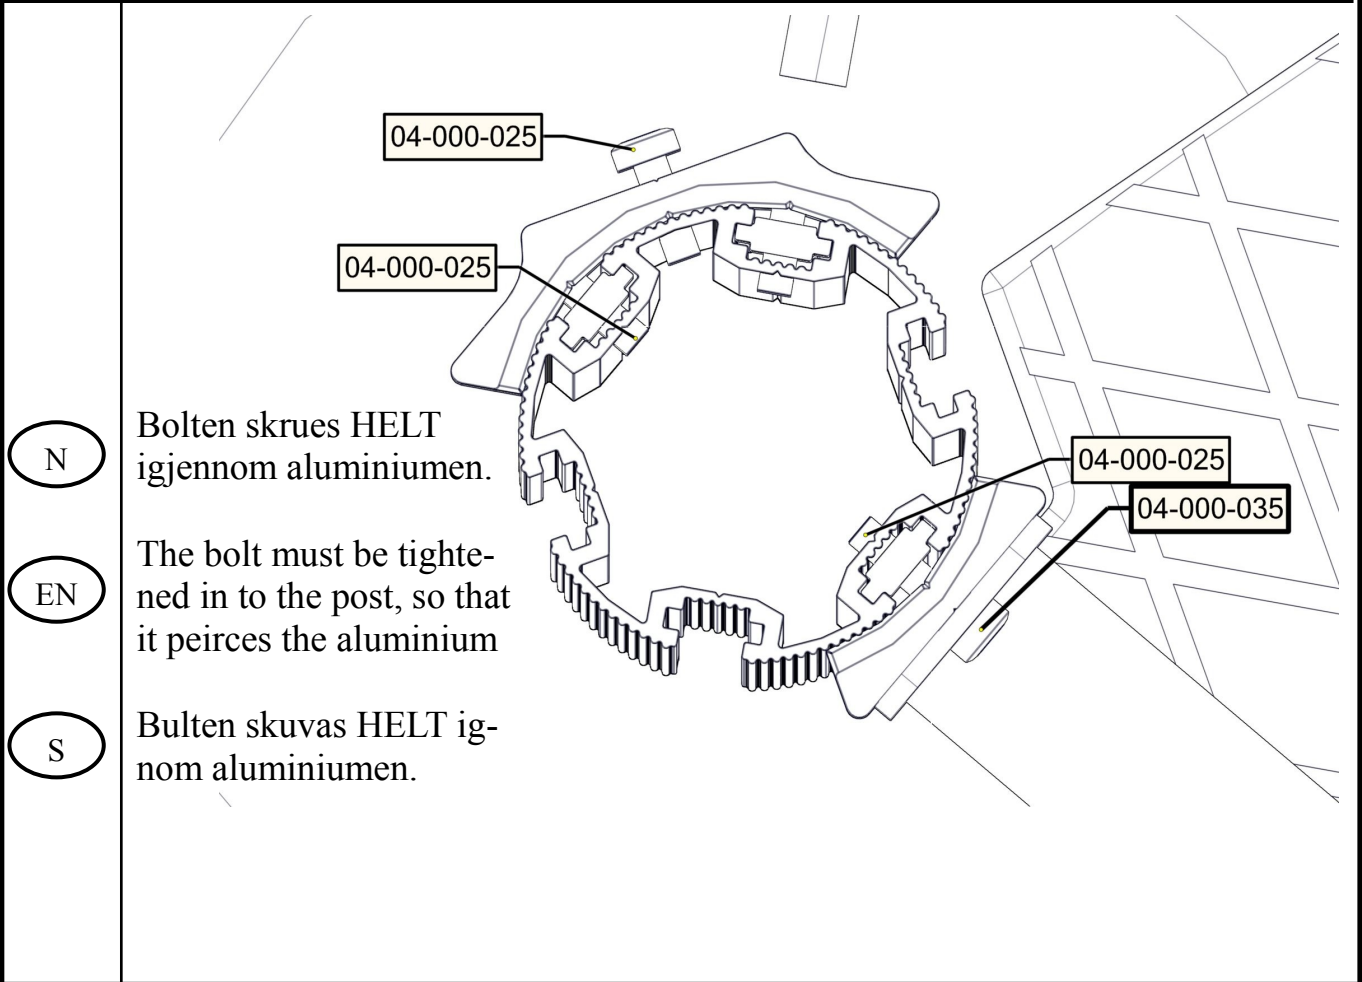 04-000-025
04-000-025
N
Bolten skrues HELT
igjennom aluminiumen.
04-000-025
04-000-035
EN
The bolt must be tighte-
ned in to the post, so that
it peirces the aluminium
S
Bulten skuvas HELT ig-
nom aluminiumen.